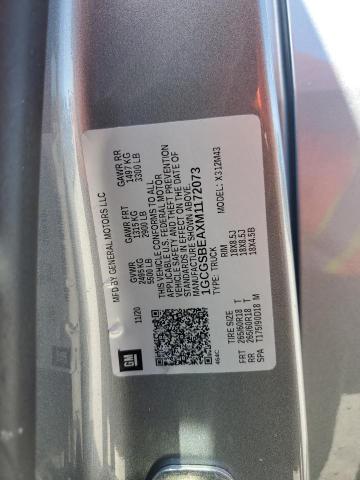 MFD BY GENERAL MOTORS LLC
GVWR
2495 KG
5500 LB
GAWR FRT
1315 KG
2900 LB
GAWR RR
1497 KG
3300 LB
THIS VEHICLE CONFORMS TO ALL
APPLICABLE U.S. FEDERAL MOTOR
VEHICLE SAFETY AND THEFT PREVENTION
STANDARDS IN EFFECT ON THE DATE OF
MANUFACTURE SHOWN ABOVE.
1GCGSBEAXM1172073
TYPE: TRUCK
MODEL: X312M43
11/20
GM
464C
TIRE SIZE
RIM
FRT 265/60R18 T
18X8.5J
RR 265/60R18 T
18X8.5J
SPA T175/90D18 M
18X4.5B